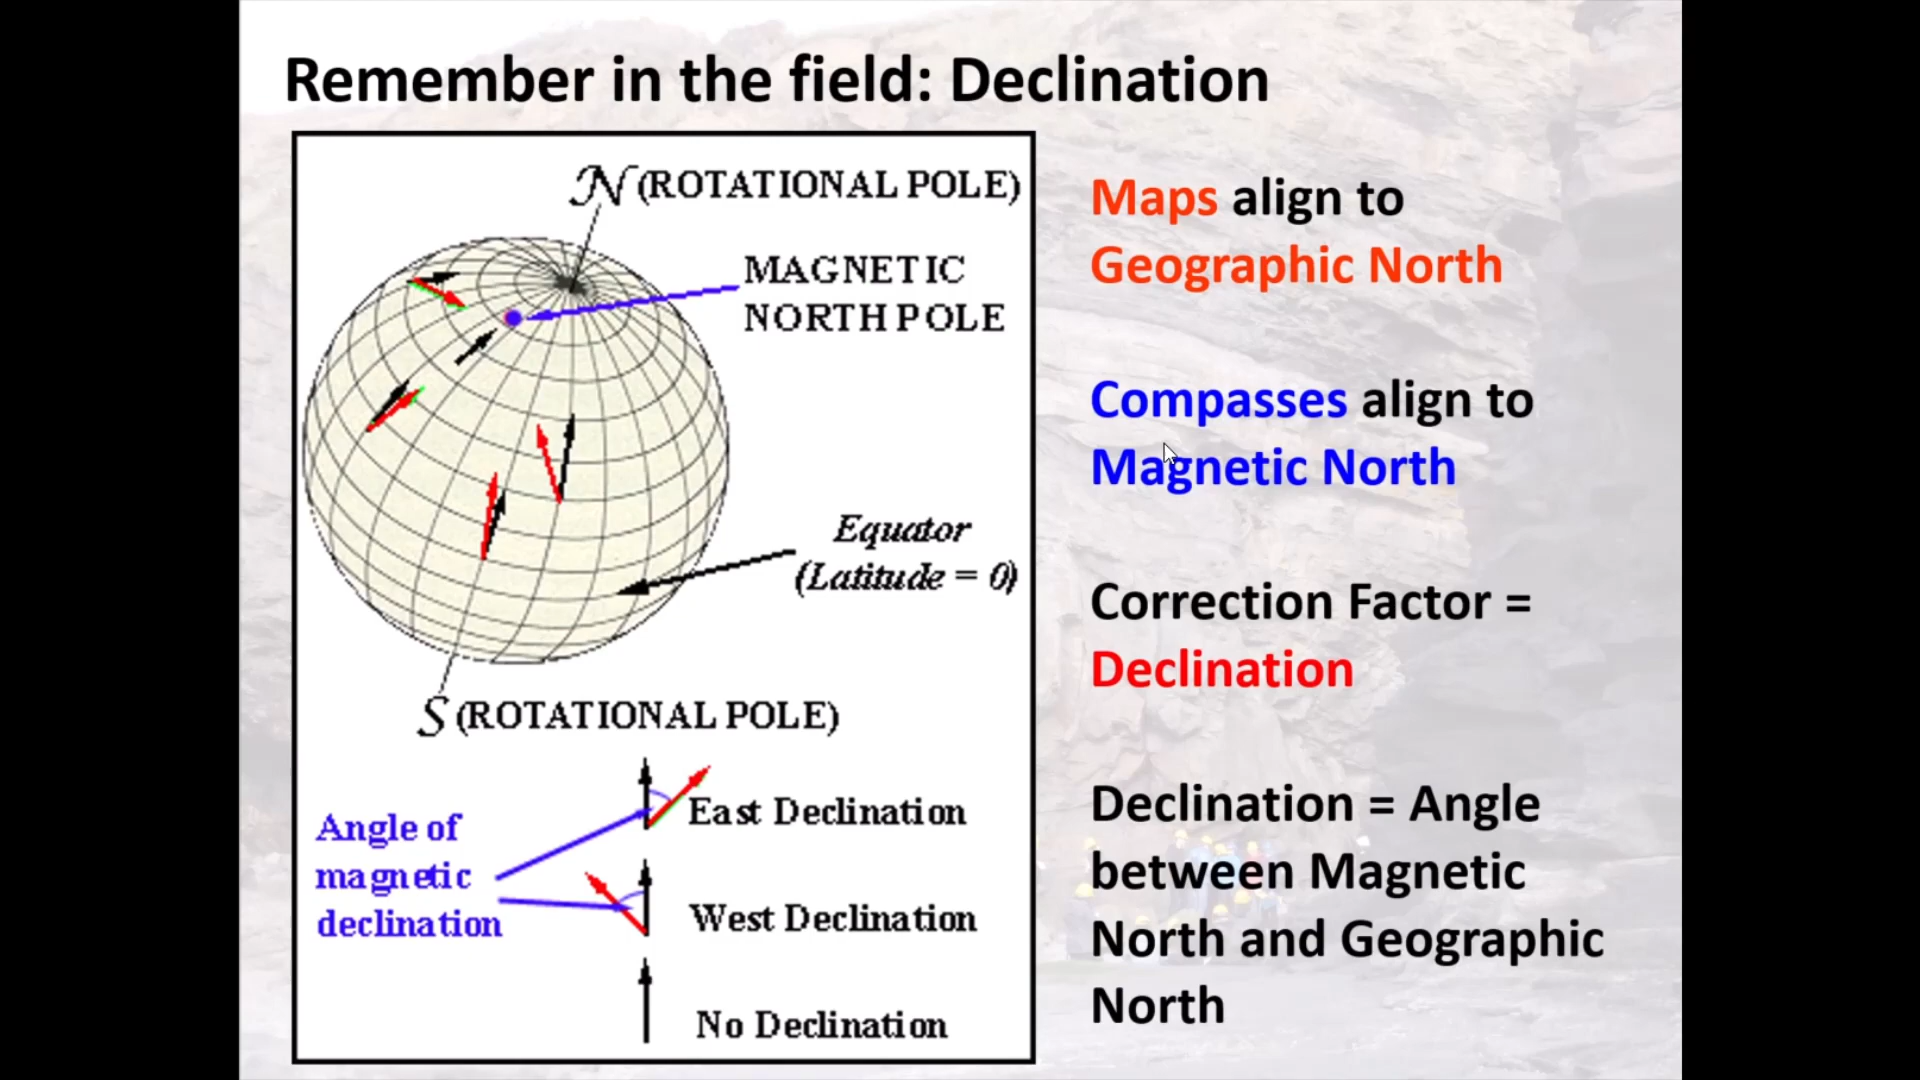 Remember in the field: Declination
N (ROTATIONAL POLE)
MAGNETIC
NORTH POLE
Equator
(Latitude = 0)
S (ROTATIONAL POLE)
Angle of
magnetic
declination
East Declination
West Declination
No Declination
Maps align to
Geographic North
Compasses align to
Magnetic North
Correction Factor =
Declination
Declination = Angle
between Magnetic
North and Geographic
North